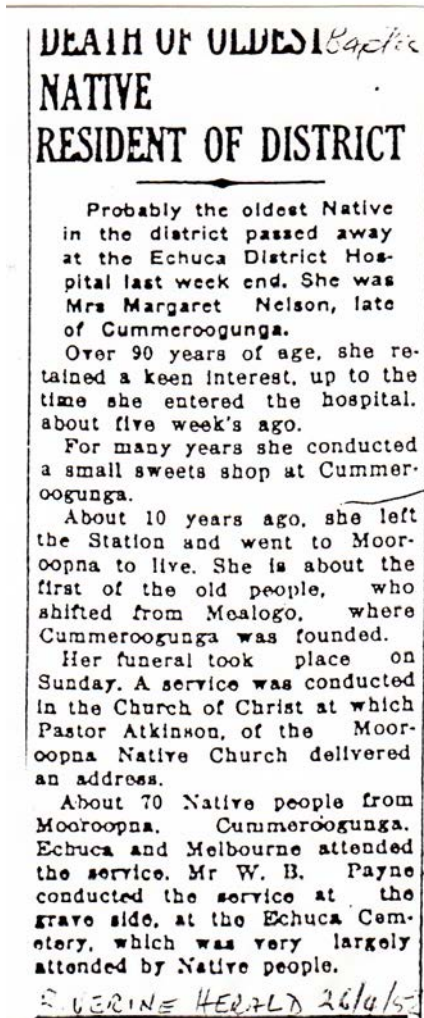 DEATH OF OLDEST
NATIVE
RESIDENT OF DISTRICT
Probably the oldest Native
in the district passed away
at the Echuca District Hos-
pital last week end. She was
Mrs Margaret Nelson, late
of Cummeroogunga.
Over 90 years of age, she re-
tained a keen interest, up to the
time she entered the hospital.
about five week's ago.
For many years she conducted
a small sweets shop at Cummer-
oogunga.
About 10 years ago, she left
the Station and went to Moor-
oopna to live. She is about the
first of the old people, who
shifted from Mealogo, where
Cummeroogunga was founded.
Her funeral took place on
Sunday. A service was conducted
in the Church of Christ at which
Pastor Atkinson, of the Moor-
oopna Native Church delivered
an address.
About 70 Native people from
Mooroopna, Cummeroogunga,
Echuca and Melbourne attended
the service. Mr W. B. Payne
conducted the service at the
grave side, at the Echuca Cem-
etery, which was very largely
attended by Native people.
HERALD